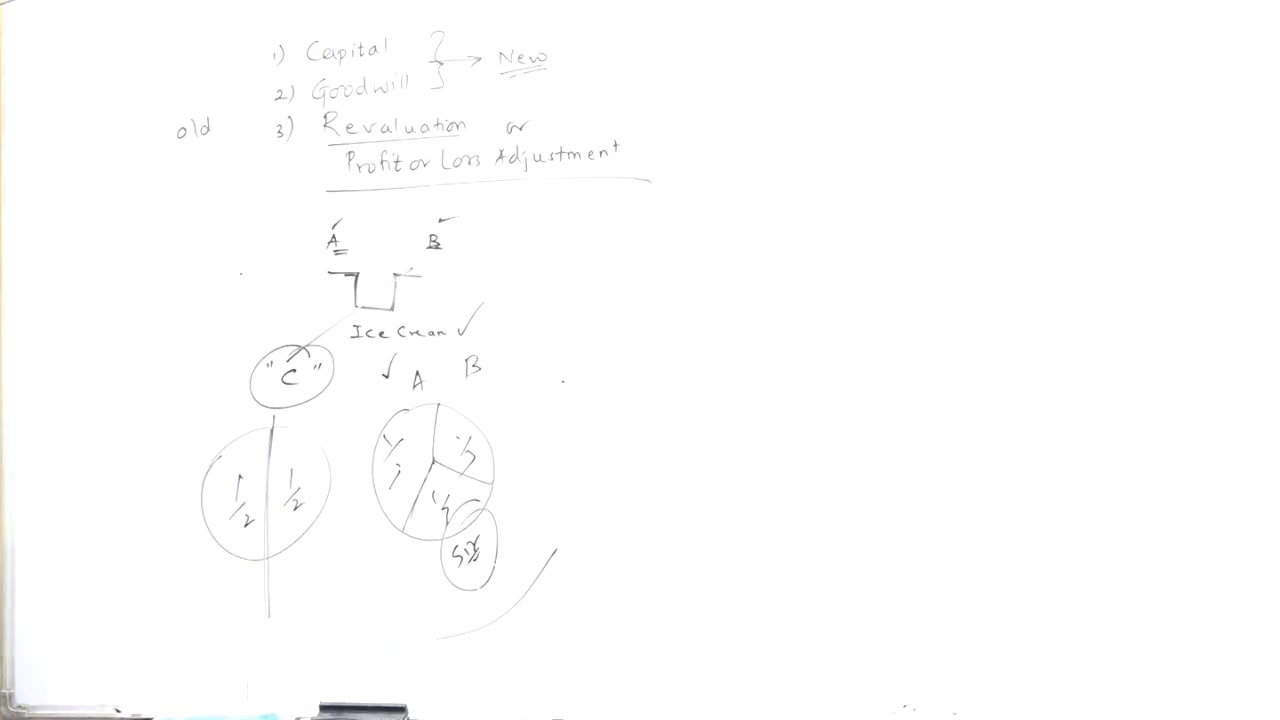 1) Capital
2) Goodwill
New
old 3) Revaluation or
Profit or Loss Adjustment
A B
Ice Cream
"C"
A B
1/2 1/2
1/3 1/3
1/3